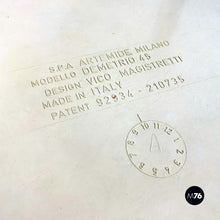 S.P.A ARTEMIDE MILANO
MODELLO DEMETRIO 45
DESIGN VICO MAGISTRETTI
MADE IN ITALY
PATENT 92834 - 210735
A
M76